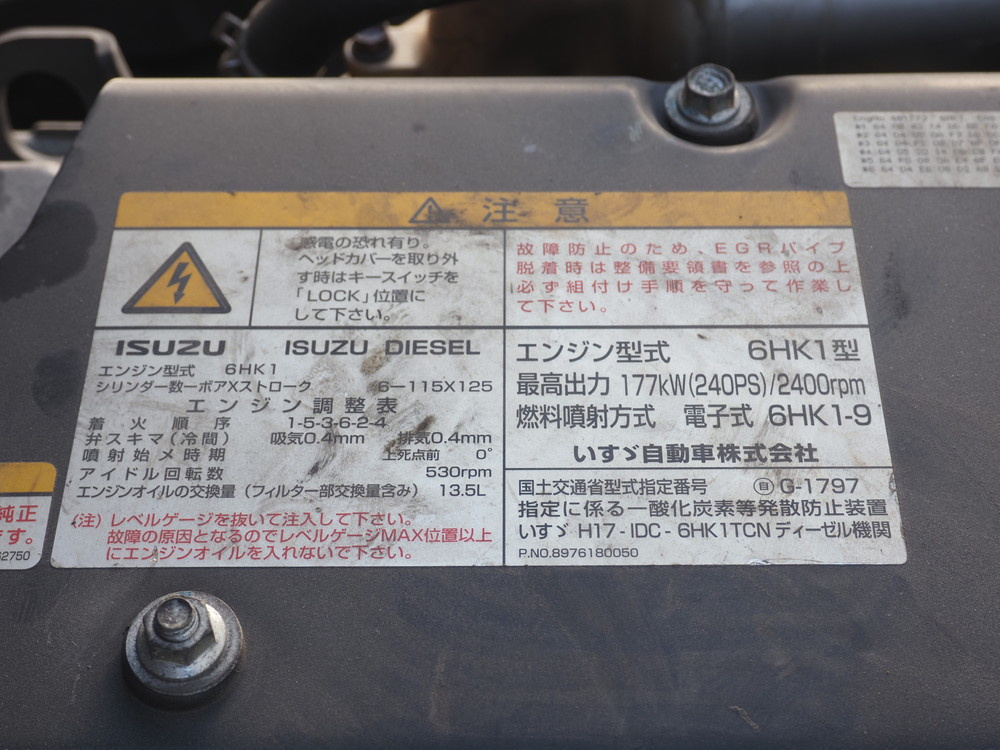 注意
感電の恐れ有り。
ヘッドカバーを取り外
す時はキースイッチを
「LOCK」位置に
して下さい。
故障防止のため、EGRパイプ
脱着時は整備要領書を参照の上
必ず組付け手順を守って作業し
て下さい。
ISUZU ISUZU DIESEL
エンジン型式 6HK1
シリンダー数−ボアXストローク 6−115X125
エンジン調整表
着火順序 1-5-3-6-2-4
弁スキマ(冷間) 吸気0.4mm 排気0.4mm
噴射始メ時期 上死点前 0°
アイドル回転数 530rpm
エンジンオイルの交換量(フィルター部交換量含み) 13.5L
(注) レベルゲージを抜いて注入して下さい。
故障の原因となるのでレベルゲージMAX位置以上
にエンジンオイルを入れないで下さい。
エンジン型式 6HK1型
最高出力 177kW(240PS)/2400rpm
燃料噴射方式 電子式 6HK1-9
いすゞ自動車株式会社
国土交通省型式指定番号 自 G-1797
指定に係る一酸化炭素等発散防止装置
いすゞ H17-IDC-6HK1TCN ディーゼル機関
P.NO.8976180050
純正
す。
62750